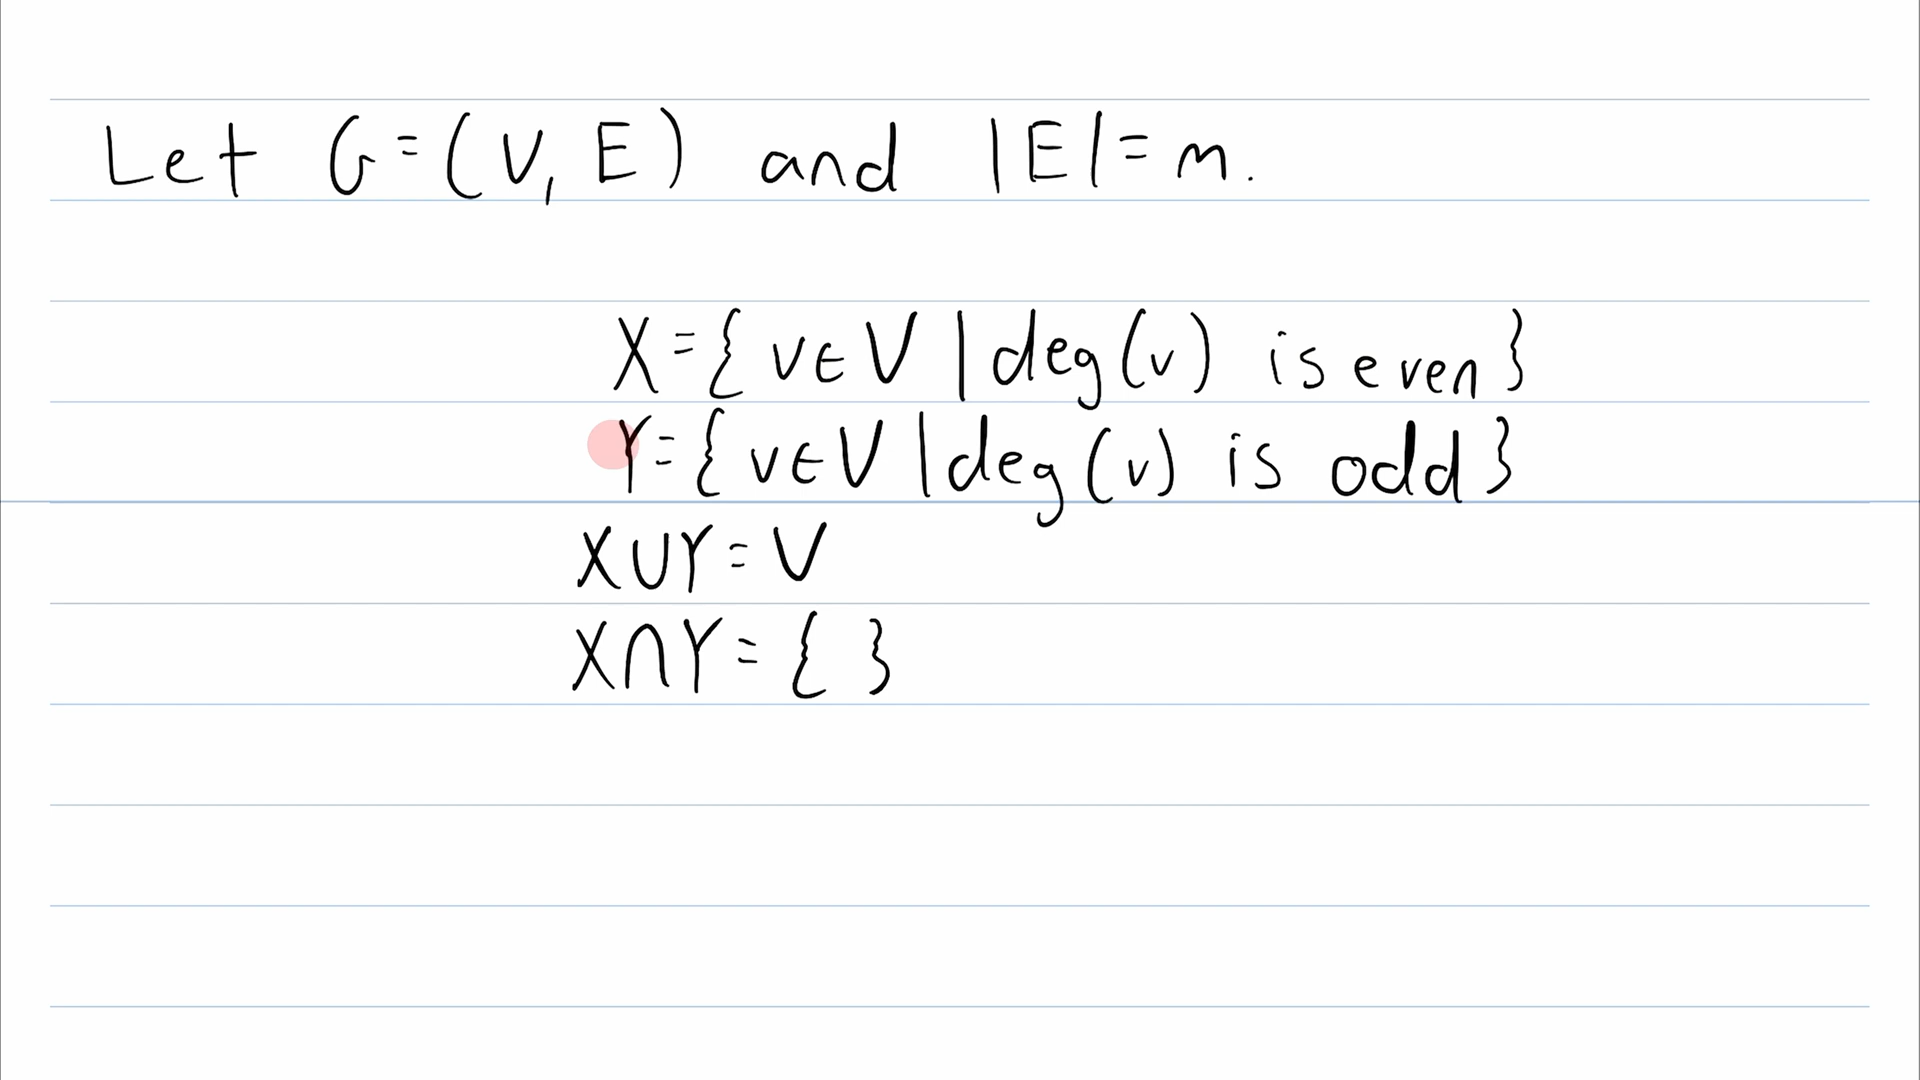 Let G=(V,E) and |E|=m.
X={v∈V|deg(v) is even}
Y={v∈V|deg(v) is odd}
X∪Y=V
X∩Y={ }